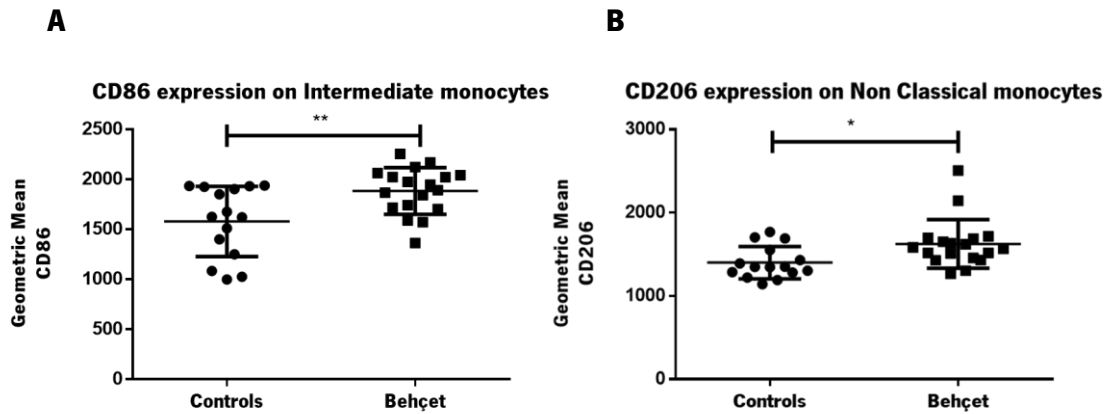 A
CD86 expression on Intermediate monocytes
**
2500
2000
1500
1000
500
0
Geometric Mean
CD86
Controls
Behçet
B
CD206 expression on Non Classical monocytes
*
3000
2000
1000
0
Geometric Mean
CD206
Controls
Behçet